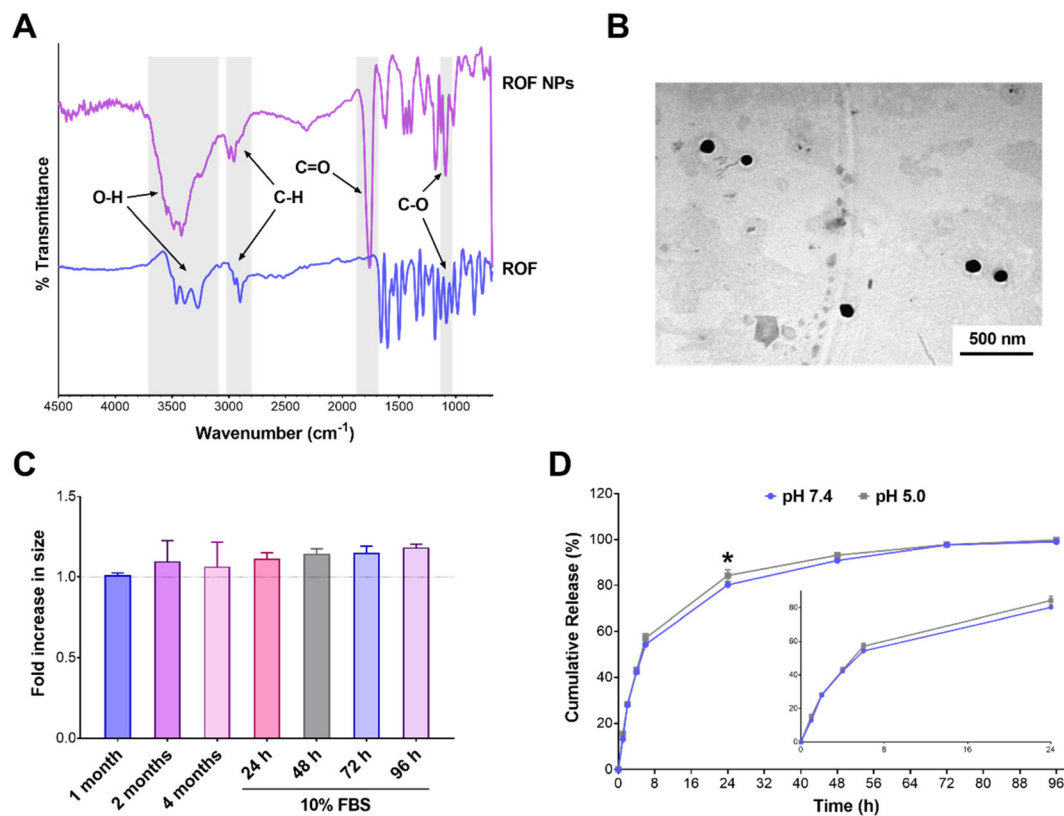 A
ROF NPs
O-H
C-H
C=O
C-O
ROF
% Transmittance
4500 4000 3500 3000 2500 2000 1500 1000
Wavenumber (cm⁻¹)
B
500 nm
C
Fold increase in size
1.5
1.0
0.5
0.0
1 month
2 months
4 months
24 h
48 h
72 h
96 h
10% FBS
D
pH 7.4 pH 5.0
Cumulative Release (%)
120
100
80
60
40
20
0
*
80
60
40
20
0
0 8 16 24
0 8 16 24 32 40 48 56 64 72 80 88 96
Time (h)